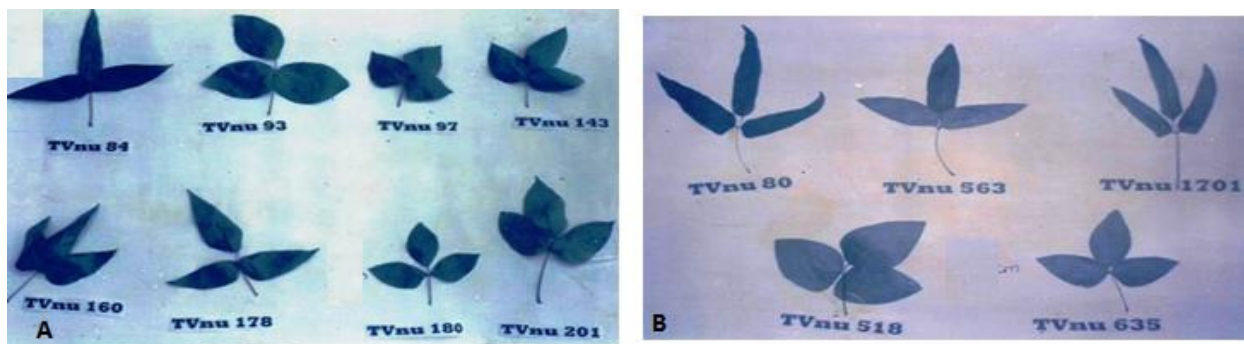 TVnu 84
TVnu 93
TVnu 97
TVnu 143
TVnu 160
TVnu 178
TVnu 180
TVnu 201
A
TVnu 80
TVnu 563
TVnu 1701
TVnu 518
TVnu 635
B